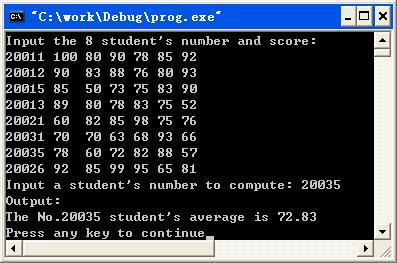 "C:\work\Debug\prog.exe"
Input the 8 student's number and score:
20011 100 80 90 78 85 92
20012 90  83 88 76 80 93
20015 85  50 73 75 83 90
20013 89  80 78 83 75 52
20021 60  82 85 98 75 76
20031 70  70 63 68 93 66
20035 78  60 72 82 88 57
20026 92  85 99 95 65 81
Input a student's number to compute: 20035
Output:
The No.20035 student's average is 72.83
Press any key to continue